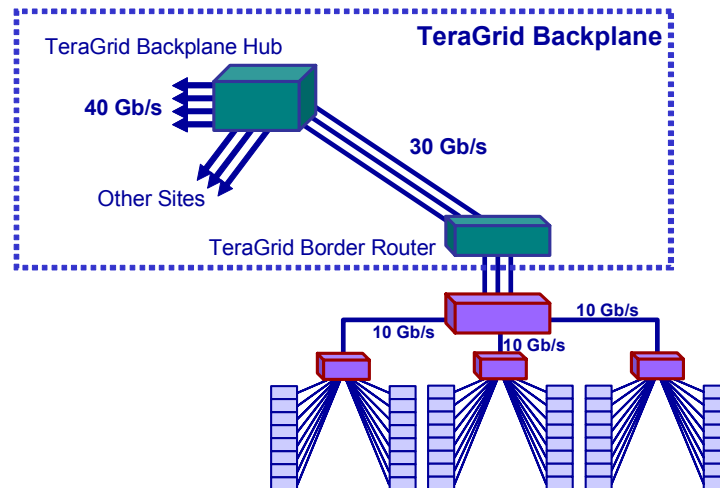 TeraGrid Backplane
TeraGrid Backplane Hub
40 Gb/s
30 Gb/s
Other Sites
TeraGrid Border Router
10 Gb/s
10 Gb/s
10 Gb/s